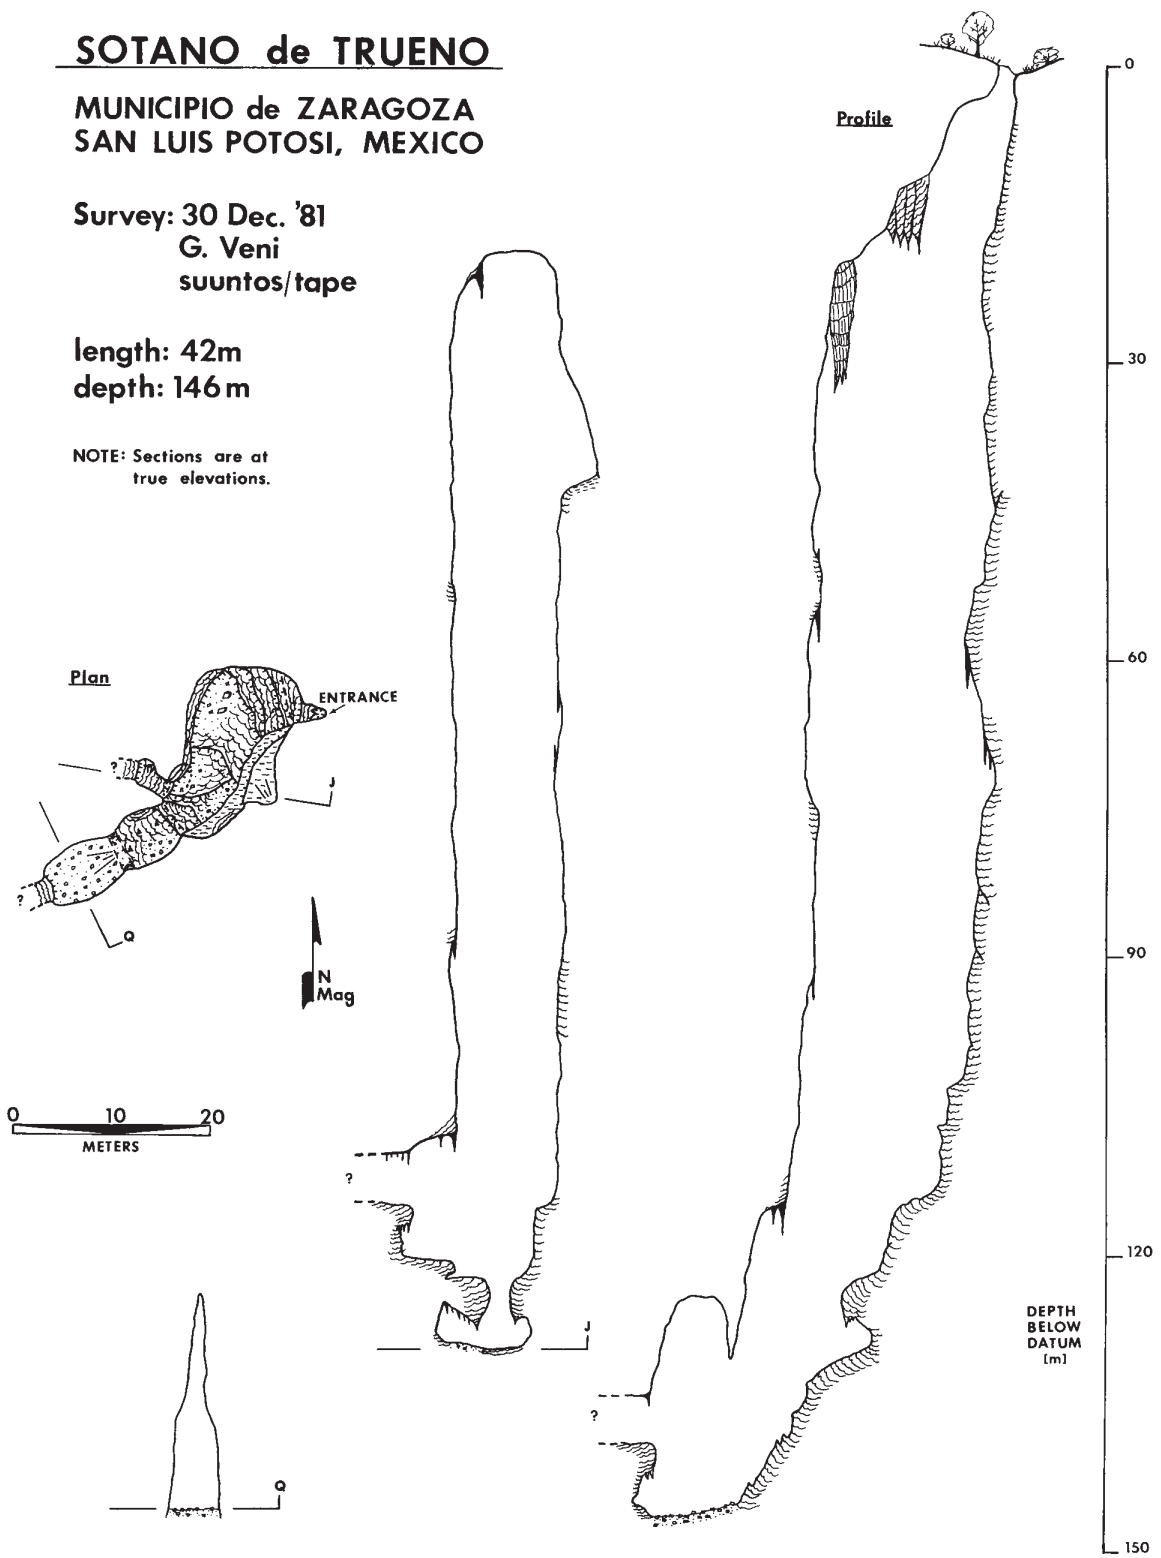 SOTANO de TRUENO
MUNICIPIO de ZARAGOZA
SAN LUIS POTOSI, MEXICO
Survey: 30 Dec. '81
G. Veni
suuntos/tape
length: 42m
depth: 146m
NOTE: Sections are at
true elevations.
Plan
ENTRANCE
?
J
?
Q
N
Mag
0 10 20
METERS
?
J
Q
Profile
?
0
30
60
90
120
DEPTH
BELOW
DATUM
[m]
150